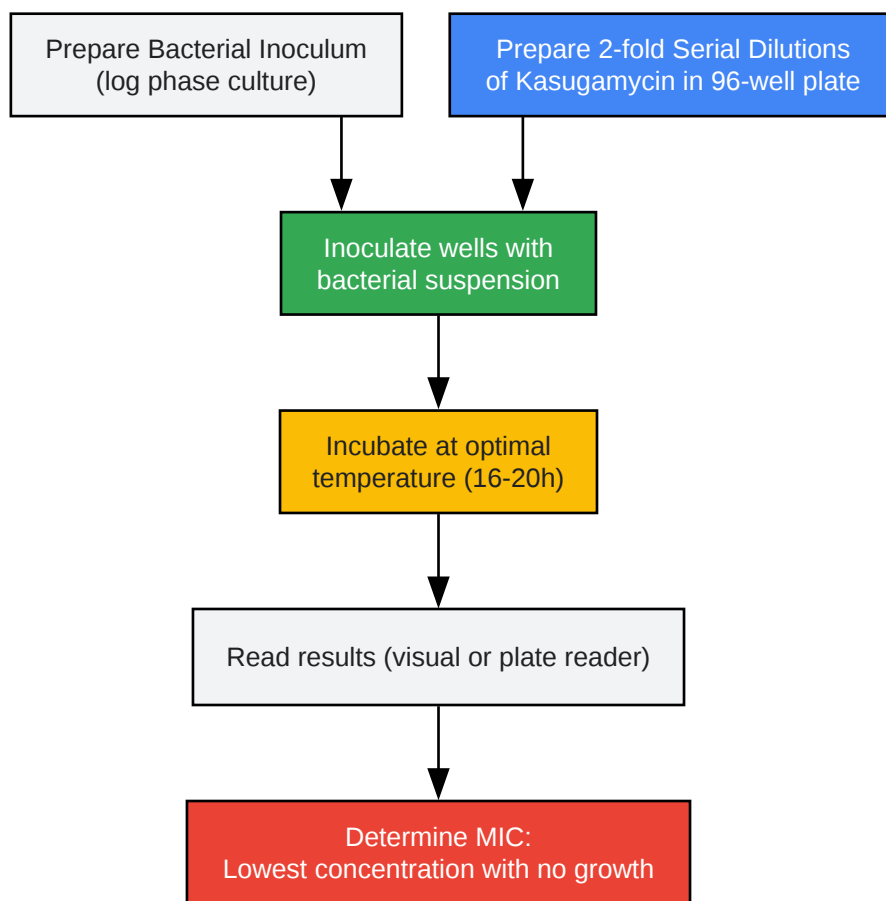 Prepare Bacterial Inoculum
(log phase culture)
Prepare 2-fold Serial Dilutions
of Kasugamycin in 96-well plate
Inoculate wells with
bacterial suspension
Incubate at optimal
temperature (16-20h)
Read results (visual or plate reader)
Determine MIC:
Lowest concentration with no growth